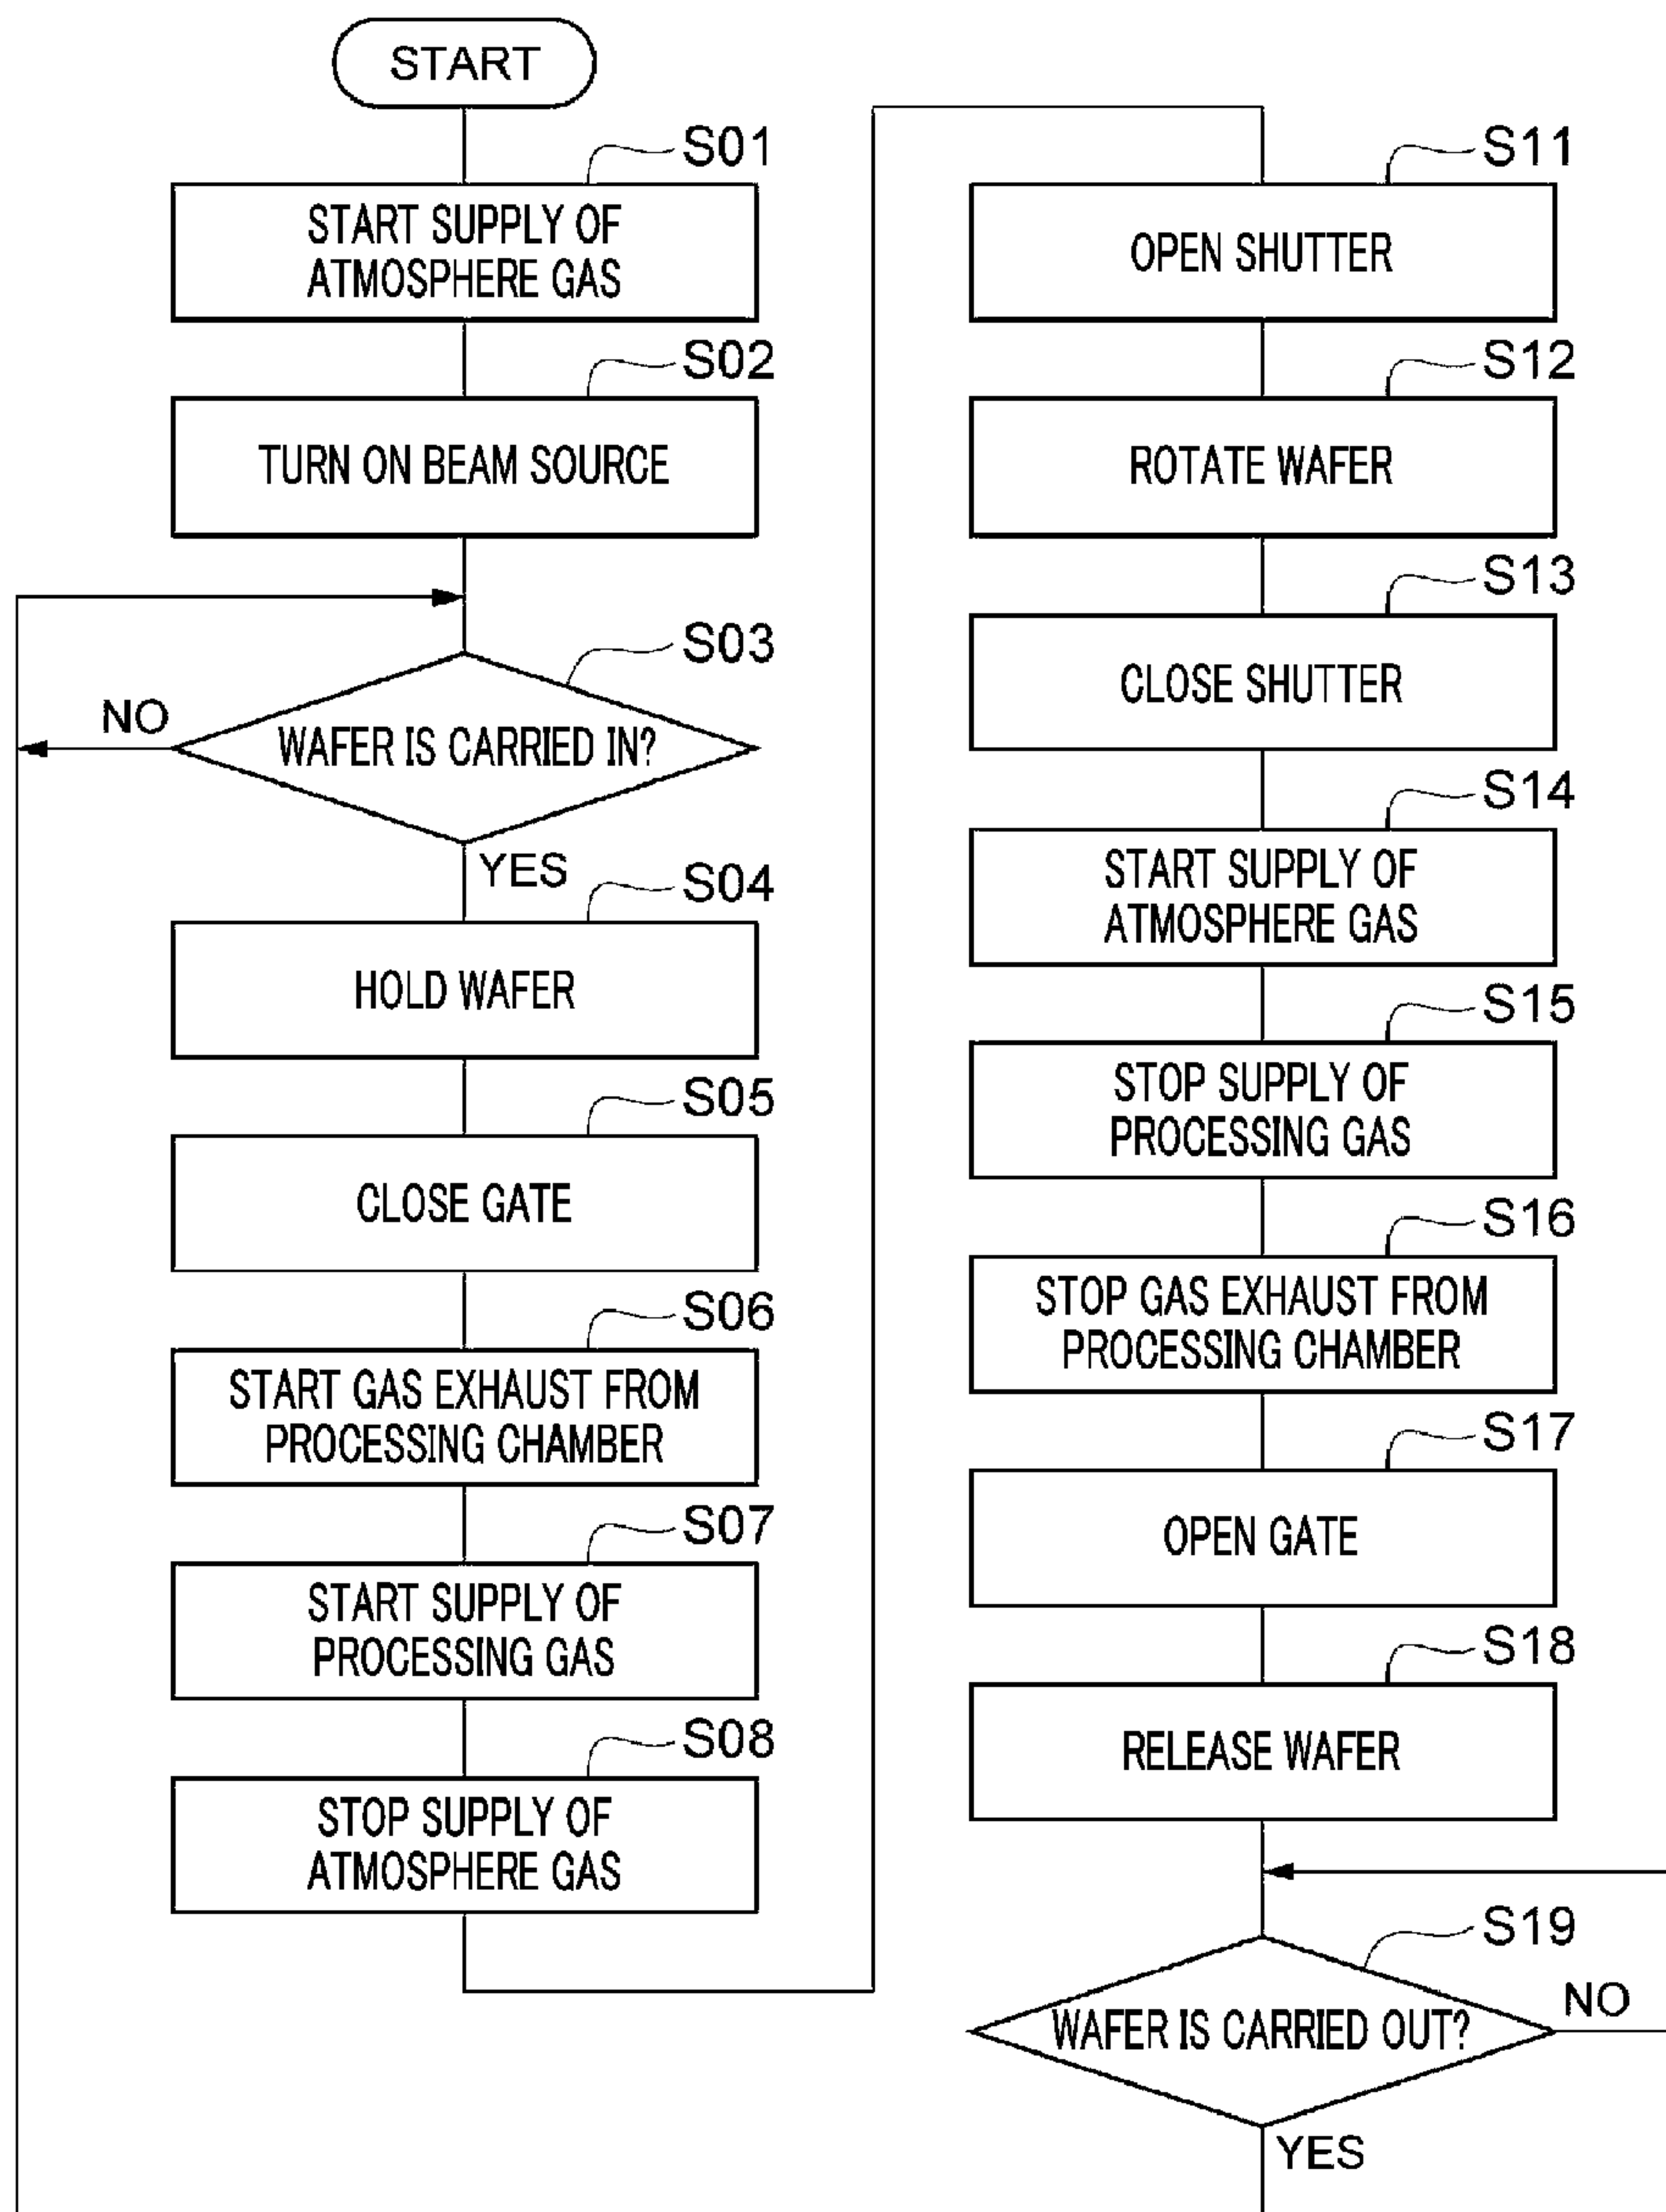 START
S01
START SUPPLY OF
ATMOSPHERE GAS
S02
TURN ON BEAM SOURCE
S03
NO
WAFER IS CARRIED IN?
YES
S04
HOLD WAFER
S05
CLOSE GATE
S06
START GAS EXHAUST FROM
PROCESSING CHAMBER
S07
START SUPPLY OF
PROCESSING GAS
S08
STOP SUPPLY OF
ATMOSPHERE GAS
S11
OPEN SHUTTER
S12
ROTATE WAFER
S13
CLOSE SHUTTER
S14
START SUPPLY OF
ATMOSPHERE GAS
S15
STOP SUPPLY OF
PROCESSING GAS
S16
STOP GAS EXHAUST FROM
PROCESSING CHAMBER
S17
OPEN GATE
S18
RELEASE WAFER
S19
WAFER IS CARRIED OUT?
NO
YES